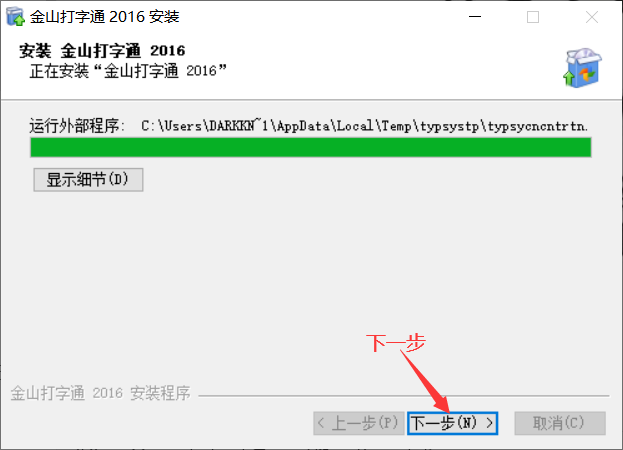 金山打字通 2016 安装
安装 金山打字通 2016
正在安装“金山打字通 2016”
运行外部程序: C:\Users\DARKKN~1\AppData\Local\Temp\typsystp\typsycncntrtn.
显示细节(D)
下一步
金山打字通 2016 安装程序
< 上一步(P) 下一步(N) > 取消(C)